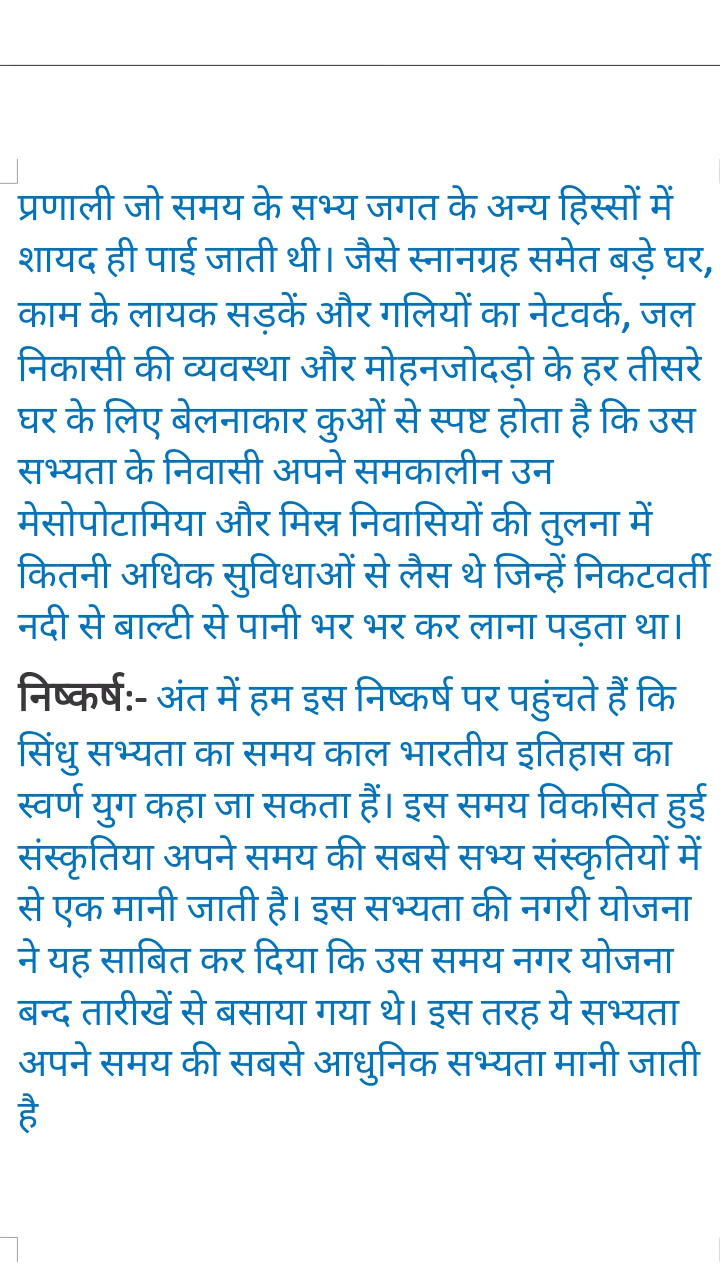 प्रणाली जो समय के सभ्य जगत के अन्य हिस्सों में
शायद ही पाई जाती थी। जैसे स्नानग्रह समेत बड़े घर,
काम के लायक सड़कें और गलियों का नेटवर्क, जल
निकासी की व्यवस्था और मोहनजोदड़ो के हर तीसरे
घर के लिए बेलनाकार कुओं से स्पष्ट होता है कि उस
सभ्यता के निवासी अपने समकालीन उन
मेसोपोटामिया और मिस्र निवासियों की तुलना में
कितनी अधिक सुविधाओं से लैस थे जिन्हें निकटवर्ती
नदी से बाल्टी से पानी भर भर कर लाना पड़ता था।
निष्कर्ष:- अंत में हम इस निष्कर्ष पर पहुंचते हैं कि
सिंधु सभ्यता का समय काल भारतीय इतिहास का
स्वर्ण युग कहा जा सकता हैं। इस समय विकसित हुई
संस्कृतिया अपने समय की सबसे सभ्य संस्कृतियों में
से एक मानी जाती है। इस सभ्यता की नगरी योजना
ने यह साबित कर दिया कि उस समय नगर योजना
बन्द तारीखें से बसाया गया थे। इस तरह ये सभ्यता
अपने समय की सबसे आधुनिक सभ्यता मानी जाती
है